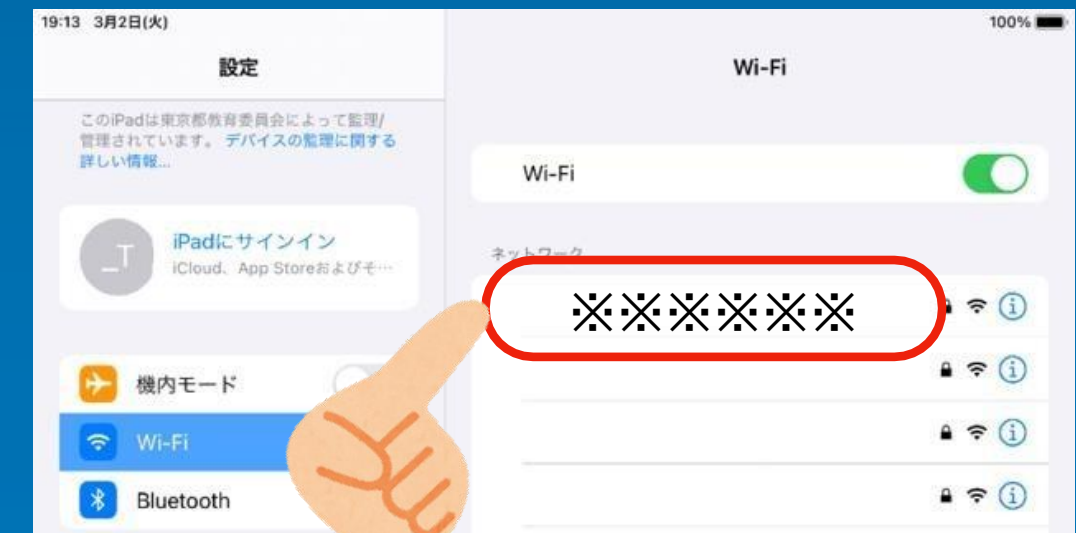 19:13 3月2日(火)
100%
設定
Wi-Fi
このiPadは東京都教育委員会によって監理/
管理されています。 デバイスの監理に関する
詳しい情報...
Wi-Fi
iPadにサインイン
_T
iCloud、App Storeおよびそ…
ネットワーク
※※※※※※
機内モード
Wi-Fi
Bluetooth